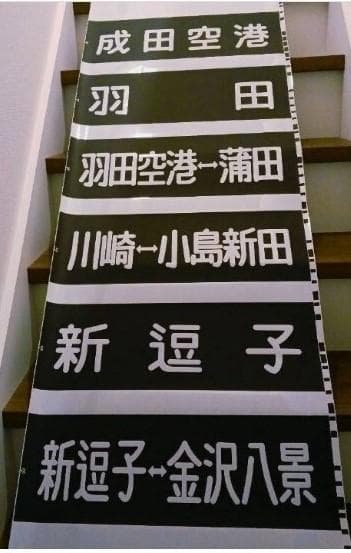 成田空港
羽田
羽田空港↔蒲田
川崎↔小島新田
新逗子
新逗子↔金沢八景